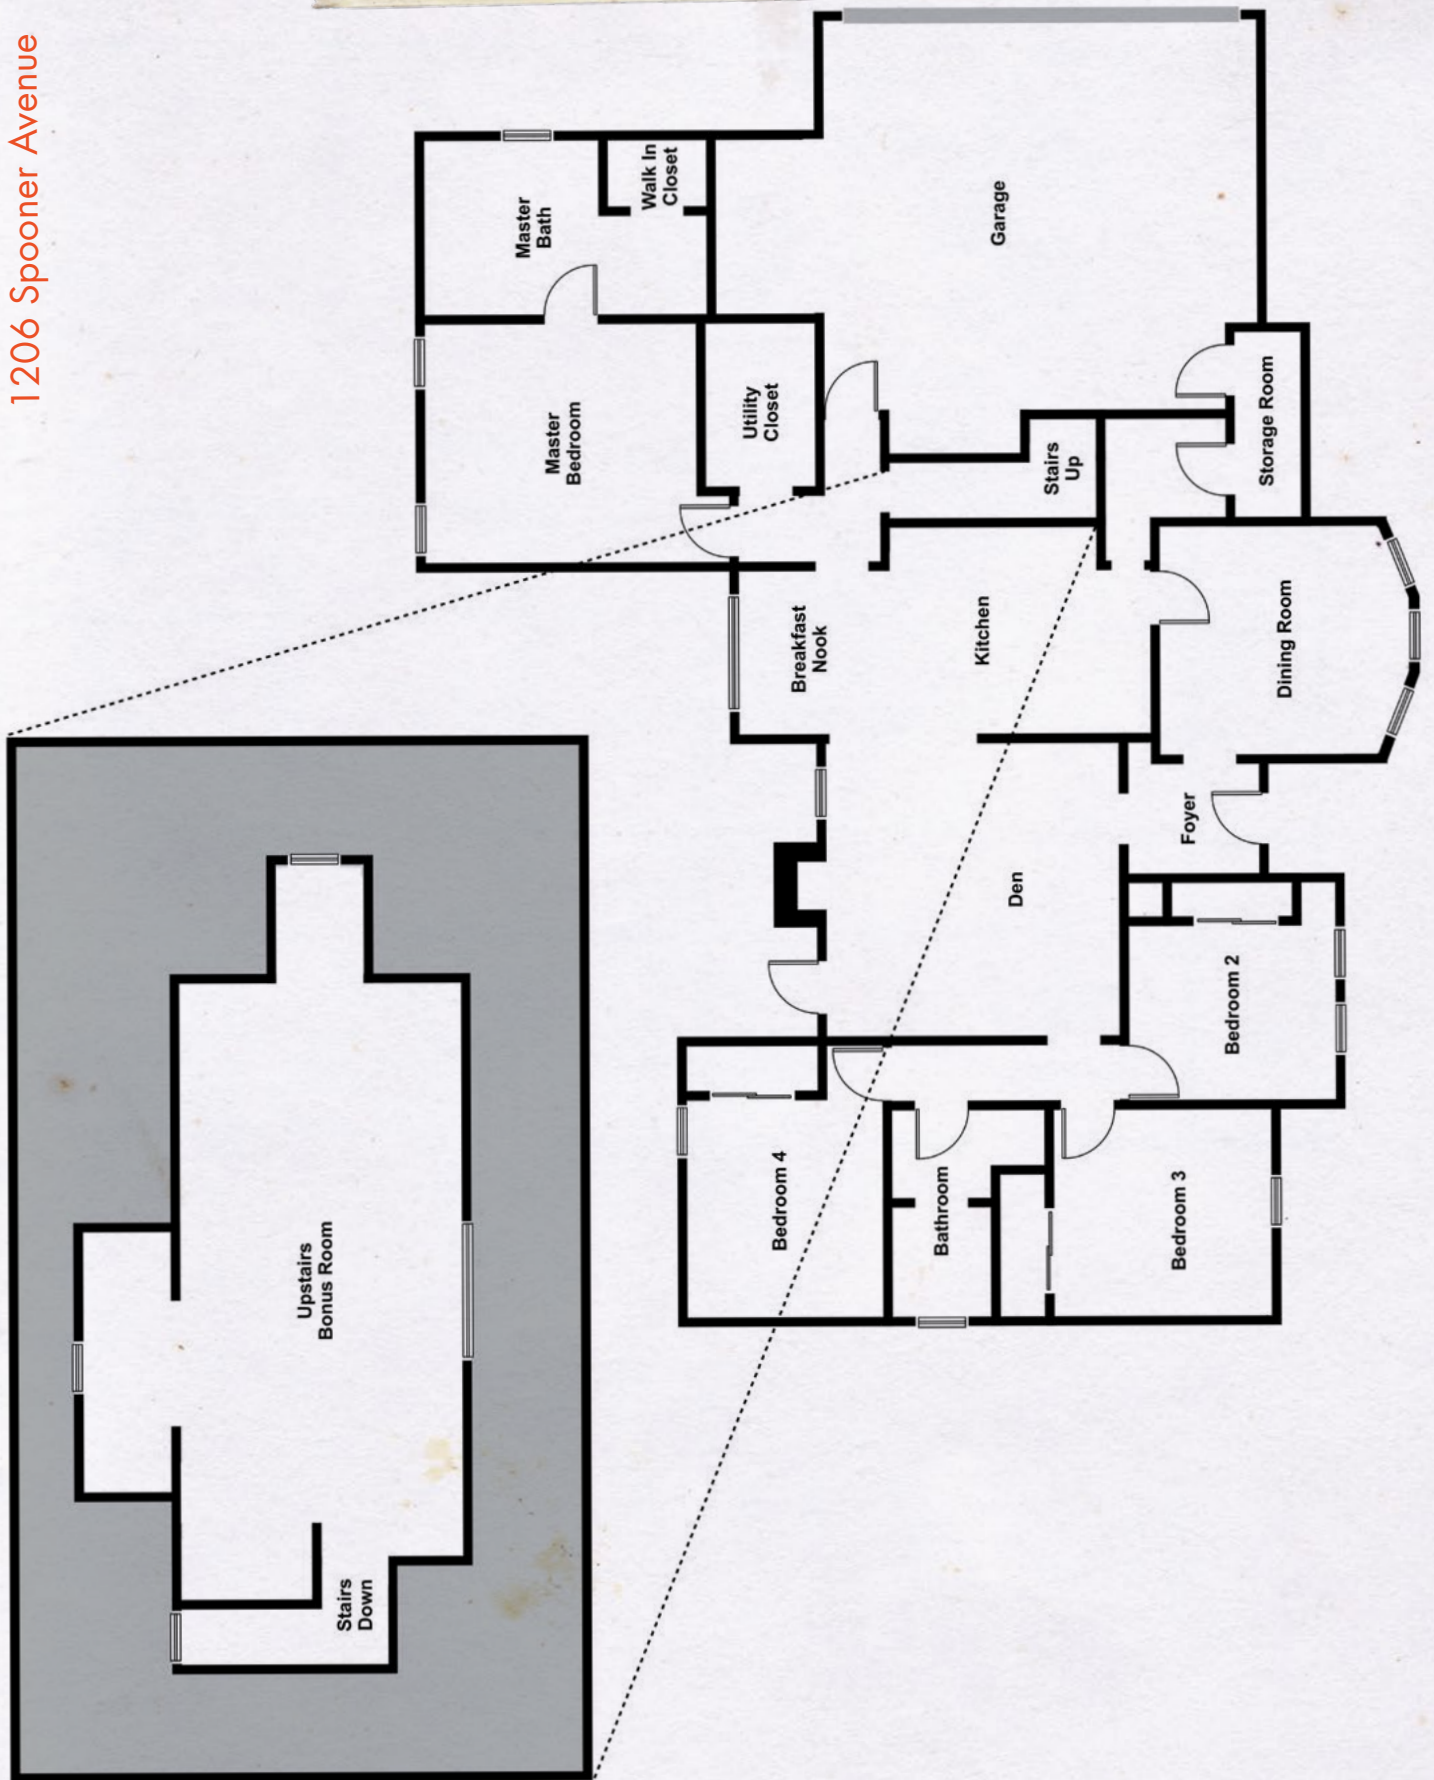 1206 Spooner Avenue
Master
Bath
Walk In
Closet
Garage
Master
Bedroom
Utility
Closet
Stairs
Up
Storage Room
Breakfast
Nook
Kitchen
Dining Room
Foyer
Den
Bedroom 2
Bedroom 4
Bathroom
Bedroom 3
Upstairs
Bonus Room
Stairs
Down